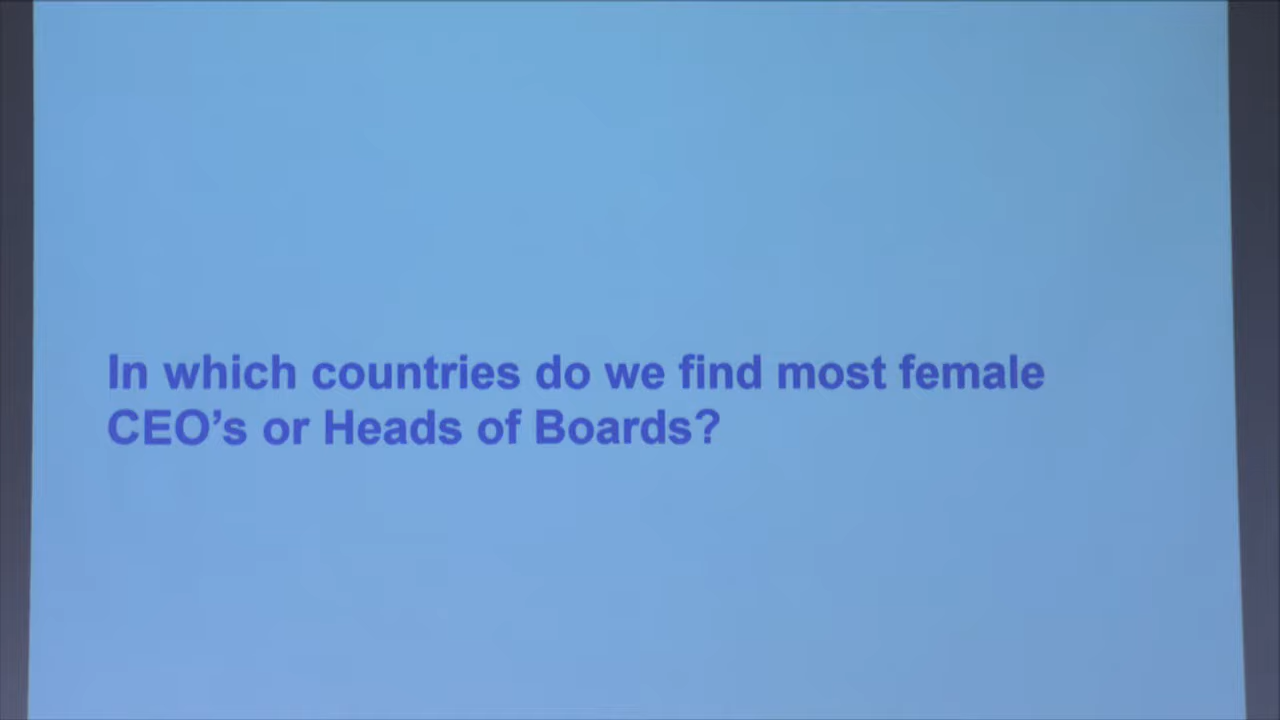 In which countries do we find most female
CEO's or Heads of Boards?